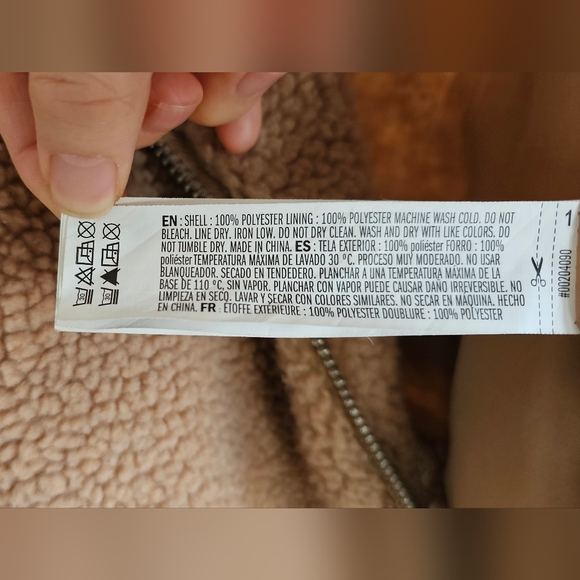 EN : SHELL : 100% POLYESTER LINING : 100% POLYESTER MACHINE WASH COLD. DO NOT
BLEACH. LINE DRY. IRON LOW. DO NOT DRY CLEAN. WASH AND DRY WITH LIKE COLORS. DO
NOT TUMBLE DRY. MADE IN CHINA. ES : TELA EXTERIOR : 100% poliéster FORRO : 100%
poliéster TEMPERATURA MÁXIMA DE LAVADO 30 ºC. PROCESO MUY MODERADO. NO USAR
BLANQUEADOR. SECADO EN TENDEDERO. PLANCHAR A UNA TEMPERATURA MÁXIMA DE LA
BASE DE 110 ºC, SIN VAPOR. PLANCHAR CON VAPOR PUEDE CAUSAR DAÑO IRREVERSIBLE. NO
LIMPIEZA EN SECO. LAVAR Y SECAR CON COLORES SIMILARES. NO SECAR EN MÁQUINA. HECHO
EN CHINA. FR : ÉTOFFE EXTÉRIEURE : 100% POLYESTER DOUBLURE : 100% POLYESTER
1
#00204090